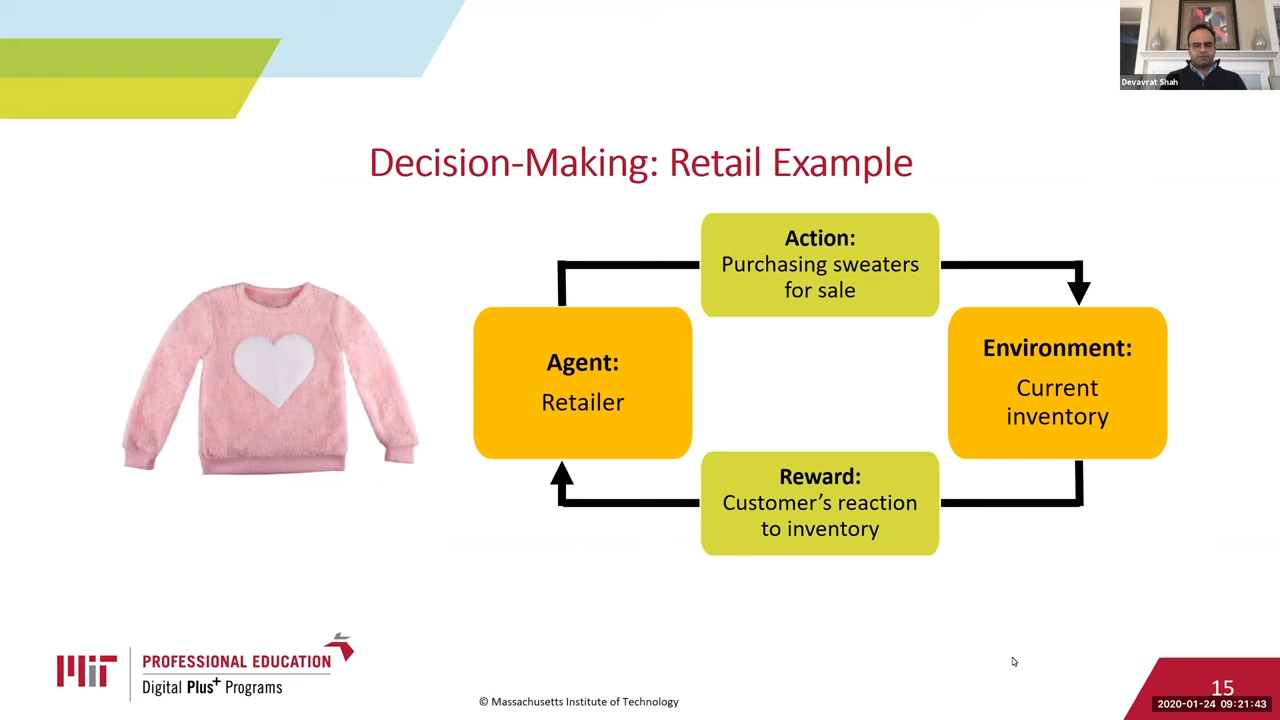 Devavrat Shah
Decision-Making: Retail Example
Action:
Purchasing sweaters
for sale
Agent:
Retailer
Environment:
Current
inventory
Reward:
Customer’s reaction
to inventory
MIT
PROFESSIONAL EDUCATION
Digital Plus+ Programs
© Massachusetts Institute of Technology
15
2020-01-24 09:21:43